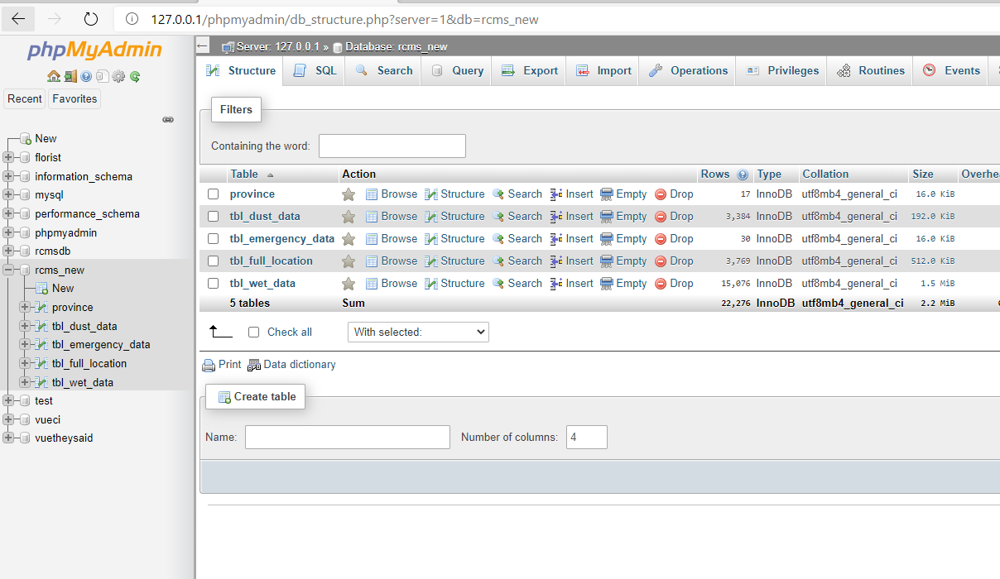 127.0.0.1/phpmyadmin/db_structure.php?server=1&db=rcms_new
phpMyAdmin
Recent Favorites
New
florist
information_schema
mysql
performance_schema
phpmyadmin
rcmsdb
rcms_new
New
province
tbl_dust_data
tbl_emergency_data
tbl_full_location
tbl_wet_data
test
vueci
vuetheysaid
Server: 127.0.0.1 » Database: rcms_new
Structure SQL Search Query Export Import Operations Privileges Routines Events
Filters
Containing the word:
Table Action Rows Type Collation Size Overhe
province Browse Structure Search Insert Empty Drop 17 InnoDB utf8mb4_general_ci 16.0 KiB
tbl_dust_data Browse Structure Search Insert Empty Drop 3,384 InnoDB utf8mb4_general_ci 192.0 KiB
tbl_emergency_data Browse Structure Search Insert Empty Drop 30 InnoDB utf8mb4_general_ci 16.0 KiB
tbl_full_location Browse Structure Search Insert Empty Drop 3,769 InnoDB utf8mb4_general_ci 512.0 KiB
tbl_wet_data Browse Structure Search Insert Empty Drop 15,076 InnoDB utf8mb4_general_ci 1.5 MiB
5 tables Sum 22,276 InnoDB utf8mb4_general_ci 2.2 MiB
Check all With selected:
Print Data dictionary
Create table
Name: Number of columns: 4